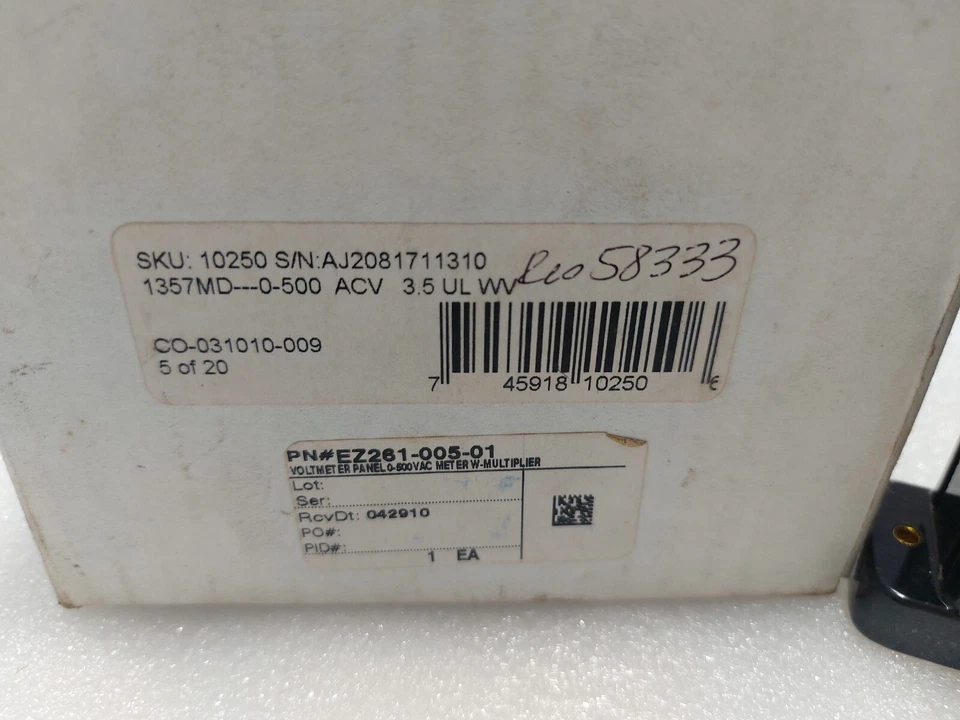 SKU: 10250 S/N:AJ2081711310
58333
1357MD---0-500 ACV 3.5 UL WV
CO-031010-009
5 of 20
7 45918 10250 6
PN#EZ261-005-01
VOLTMETER PANEL 0-500VAC METER W-MULTIPLIER
Lot:
Ser:
RcvDt: 042910
PO#:
PID#:
1 EA